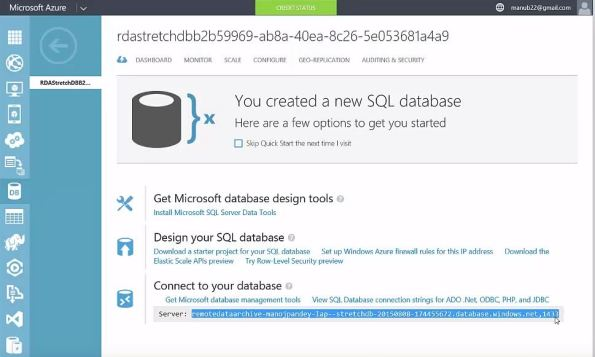 Microsoft Azure
CREDIT STATUS
manub22@gmail.com
RDAStretchDBB2...
rdastretchdbb2b59969-ab8a-40ea-8c26-5e053681a4a9
DASHBOARD MONITOR SCALE CONFIGURE GEO-REPLICATION AUDITING & SECURITY
You created a new SQL database
Here are a few options to get you started
Skip Quick Start the next time I visit
Get Microsoft database design tools
Install Microsoft SQL Server Data Tools
Design your SQL database
Download a starter project for your SQL database Set up Windows Azure firewall rules for this IP address Download the
Elastic Scale APIs preview Try Row-Level Security preview
Connect to your database
Get Microsoft database management tools View SQL Database connection strings for ADO .Net, ODBC, PHP, and JDBC
Server: remotedataarchive-manojpandey-lap--stretchdb-20150808-174455672.database.windows.net,1433
DB